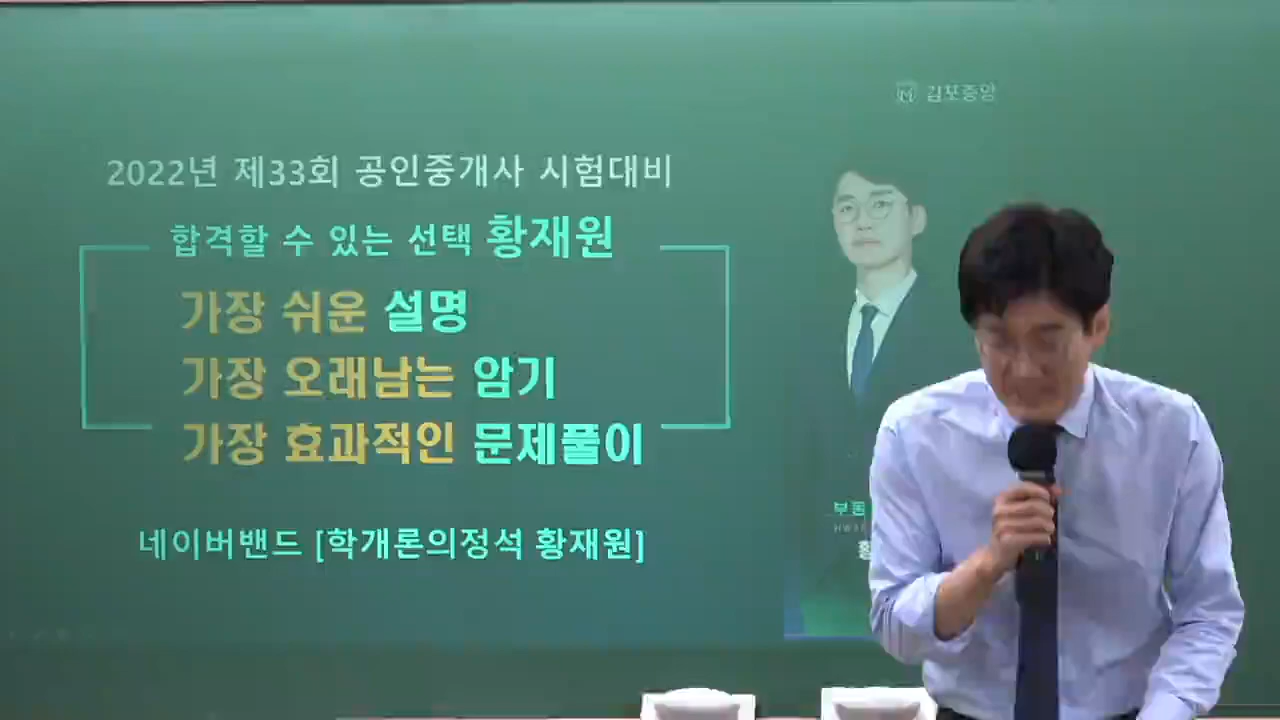 김포중앙
2022년 제33회 공인중개사 시험대비
합격할 수 있는 선택 황재원
가장 쉬운 설명
가장 오래남는 암기
가장 효과적인 문제풀이
네이버밴드 [학개론의정석 황재원]
부동